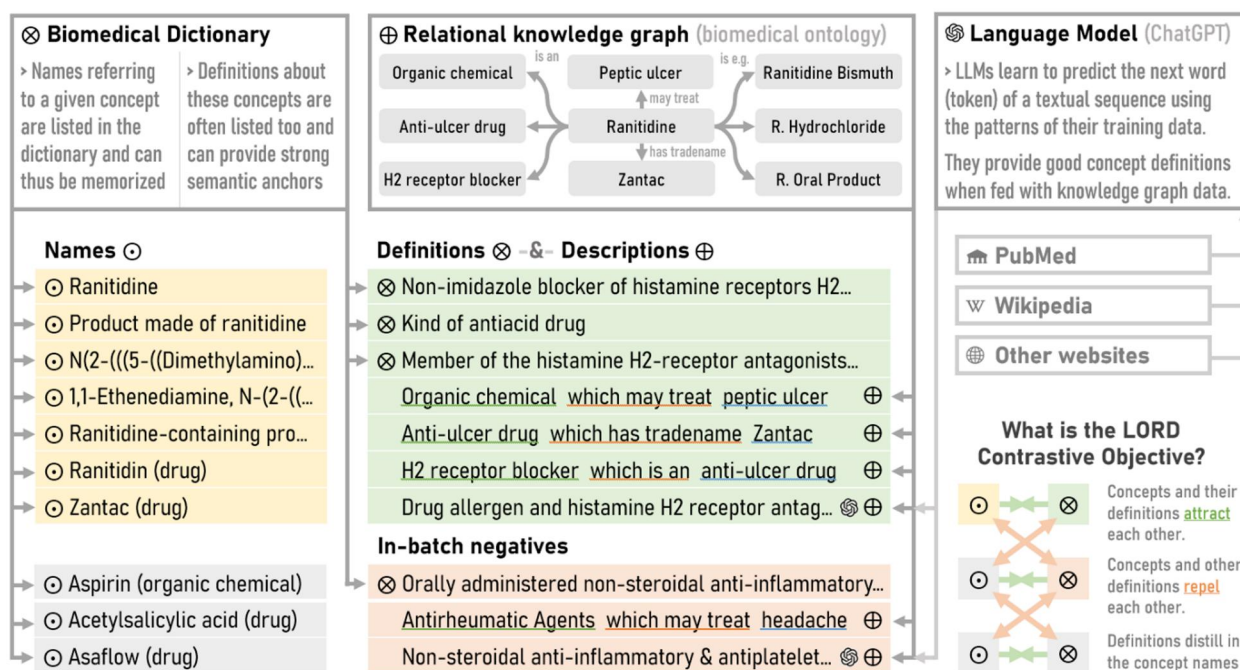 ⊗ Biomedical Dictionary
> Names referring
to a given concept
are listed in the
dictionary and can
thus be memorized
> Definitions about
these concepts are
often listed too and
can provide strong
semantic anchors
⊕ Relational knowledge graph (biomedical ontology)
is an
is e.g.
Organic chemical
Peptic ulcer
Ranitidine Bismuth
may treat
Anti-ulcer drug
Ranitidine
R. Hydrochloride
has tradename
H2 receptor blocker
Zantac
R. Oral Product
Language Model (ChatGPT)
> LLMs learn to predict the next word
(token) of a textual sequence using
the patterns of their training data.
They provide good concept definitions
when fed with knowledge graph data.
Names ⊙
⊙ Ranitidine
⊙ Product made of ranitidine
⊙ N(2-(((5-((Dimethylamino)...
⊙ 1,1-Ethenediamine, N-(2-((...
⊙ Ranitidine-containing pro...
⊙ Ranitidin (drug)
⊙ Zantac (drug)
⊙ Aspirin (organic chemical)
⊙ Acetylsalicylic acid (drug)
⊙ Asaflow (drug)
Definitions ⊗ -&- Descriptions ⊕
⊗ Non-imidazole blocker of histamine receptors H2...
⊗ Kind of antiacid drug
⊗ Member of the histamine H2-receptor antagonists...
Organic chemical which may treat peptic ulcer ⊕
Anti-ulcer drug which has tradename Zantac ⊕
H2 receptor blocker which is an anti-ulcer drug ⊕
Drug allergen and histamine H2 receptor antag... ⊕
In-batch negatives
⊗ Orally administered non-steroidal anti-inflammatory...
Antirheumatic Agents which may treat headache ⊕
Non-steroidal anti-inflammatory & antiplatelet... ⊕
PubMed
W Wikipedia
Other websites
What is the LORD
Contrastive Objective?
⊙ ⊗
Concepts and their
definitions attract
each other.
⊙ ⊗
Concepts and other
definitions repel
each other.
⊙ ⊗
Definitions distill in
the concept names